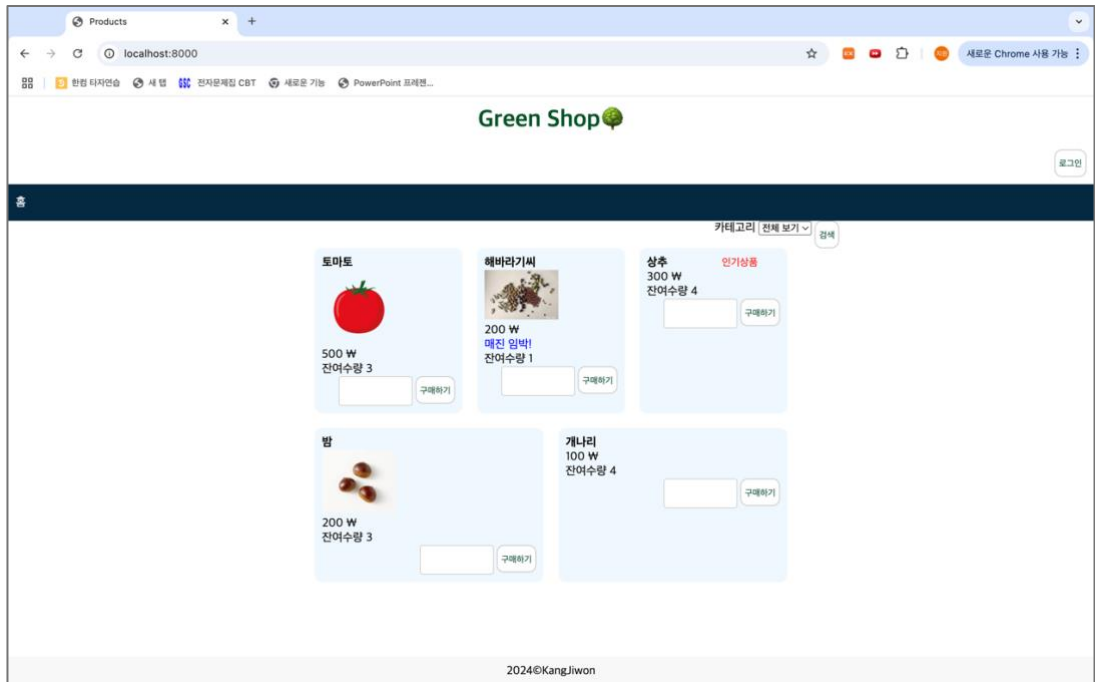 Products
localhost:8000
새로운 Chrome 사용 가능
한컴 타자연습 새 탭 전자문제집 CBT 새로운 기능 PowerPoint 프레젠...
Green Shop
로그인
홈
카테고리 전체 보기 검색
토마토
500 ₩
잔여수량 3
구매하기
해바라기씨
200 ₩
매진 임박!
잔여수량 1
구매하기
상추 인기상품
300 ₩
잔여수량 4
구매하기
밤
200 ₩
잔여수량 3
구매하기
개나리
100 ₩
잔여수량 4
구매하기
2024©KangJiwon